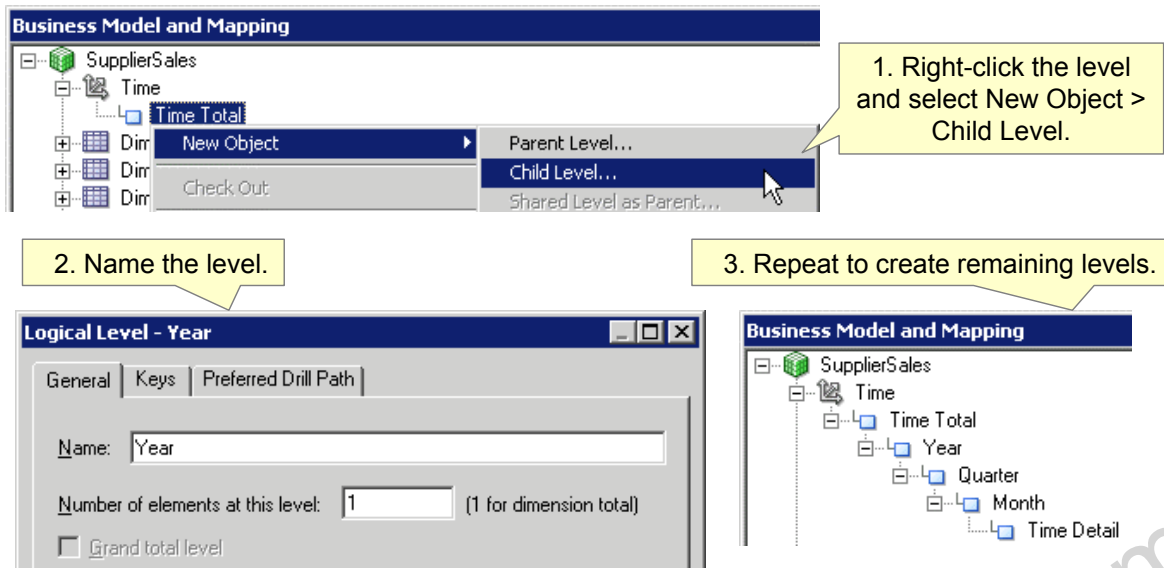 Business Model and Mapping
SupplierSales
Time
Time Total
Dim
Dim
Dim
New Object
Check Out
Parent Level...
Child Level...
Shared Level as Parent...
1. Right-click the level
and select New Object >
Child Level.
2. Name the level.
Logical Level - Year
General Keys Preferred Drill Path
Name: Year
Number of elements at this level: 1 (1 for dimension total)
Grand total level
3. Repeat to create remaining levels.
Business Model and Mapping
SupplierSales
Time
Time Total
Year
Quarter
Month
Time Detail